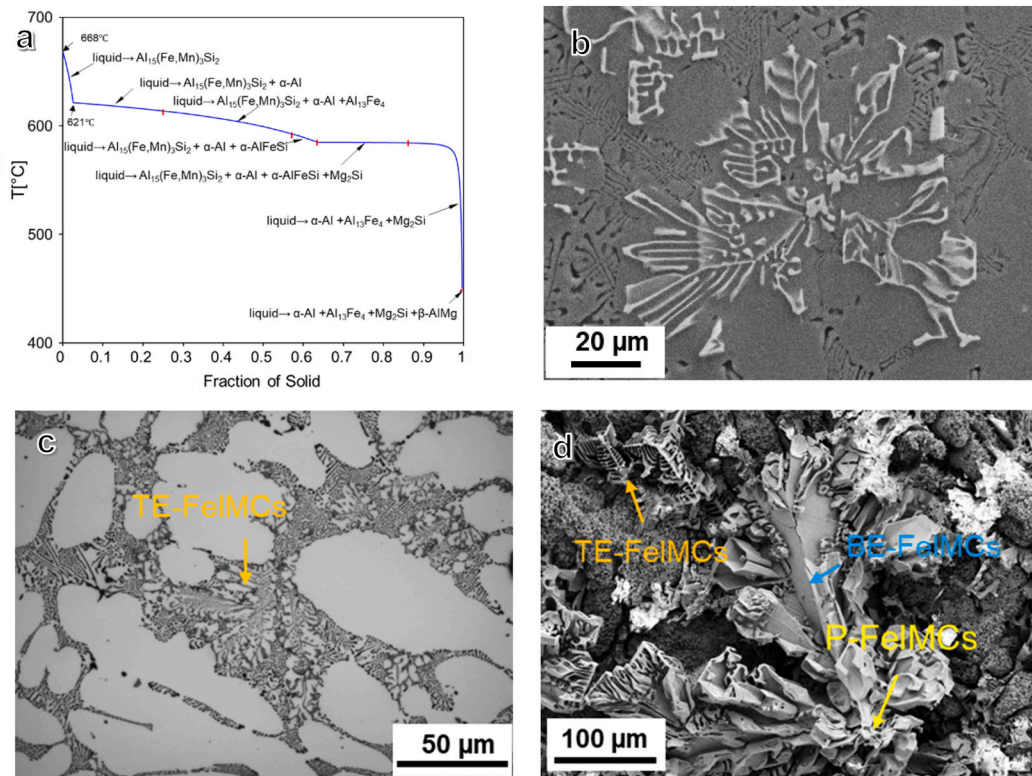 a
700
600
500
400
T[°C]
668℃
liquid→ Al₁₅(Fe,Mn)₃Si₂
liquid→ Al₁₅(Fe,Mn)₃Si₂ + α-Al
liquid→ Al₁₅(Fe,Mn)₃Si₂ + α-Al +Al₁₃Fe₄
621℃
liquid→ Al₁₅(Fe,Mn)₃Si₂ + α-Al + α-AlFeSi
liquid→ Al₁₅(Fe,Mn)₃Si₂ + α-Al + α-AlFeSi +Mg₂Si
liquid→ α-Al +Al₁₃Fe₄ +Mg₂Si
liquid→ α-Al +Al₁₃Fe₄ +Mg₂Si +β-AlMg
0 0.1 0.2 0.3 0.4 0.5 0.6 0.7 0.8 0.9 1
Fraction of Solid
b
20 μm
c
TE-FeIMCs
50 μm
d
TE-FeIMCs
BE-FeIMCs
P-FeIMCs
100 μm